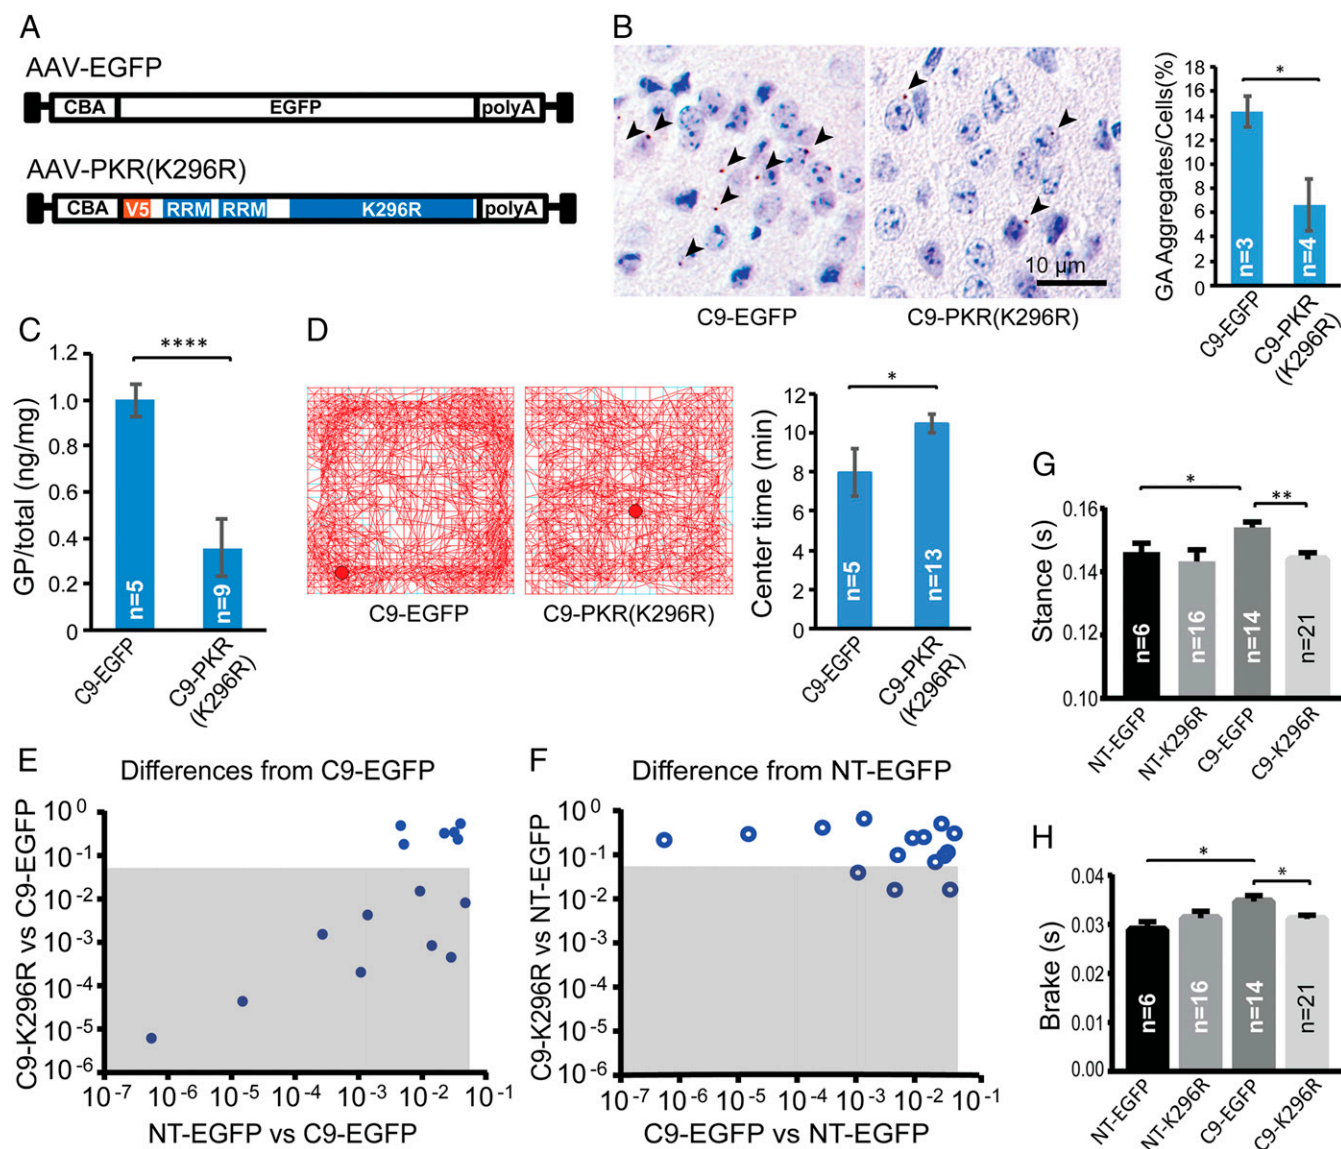 A
AAV-EGFP
CBA EGFP polyA
AAV-PKR(K296R)
CBA V5 RRM RRM K296R polyA
B
10 µm
C9-EGFP
C9-PKR(K296R)
GA Aggregates/Cells(%)
18
16
14
12
10
8
6
4
2
0
*
n=3
n=4
C9-EGFP
C9-PKR
(K296R)
C
GP/total (ng/mg)
1.2
1.0
0.8
0.6
0.4
0.2
0
****
n=5
n=9
C9-EGFP
C9-PKR
(K296R)
D
C9-EGFP
C9-PKR(K296R)
Center time (min)
12
10
8
6
4
2
0
*
n=5
n=13
C9-EGFP
C9-PKR
(K296R)
E
Differences from C9-EGFP
C9-K296R vs C9-EGFP
10^0
10^-1
10^-2
10^-3
10^-4
10^-5
10^-6
10^-7 10^-6 10^-5 10^-4 10^-3 10^-2 10^-1
NT-EGFP vs C9-EGFP
F
Difference from NT-EGFP
C9-K296R vs NT-EGFP
10^0
10^-1
10^-2
10^-3
10^-4
10^-5
10^-6
10^-7 10^-6 10^-5 10^-4 10^-3 10^-2 10^-1
C9-EGFP vs NT-EGFP
G
Stance (s)
0.16
0.14
0.12
0.10
*
**
n=6
n=16
n=14
n=21
NT-EGFP
NT-K296R
C9-EGFP
C9-K296R
H
Brake (s)
0.04
0.03
0.02
0.01
0.00
*
*
n=6
n=16
n=14
n=21
NT-EGFP
NT-K296R
C9-EGFP
C9-K296R